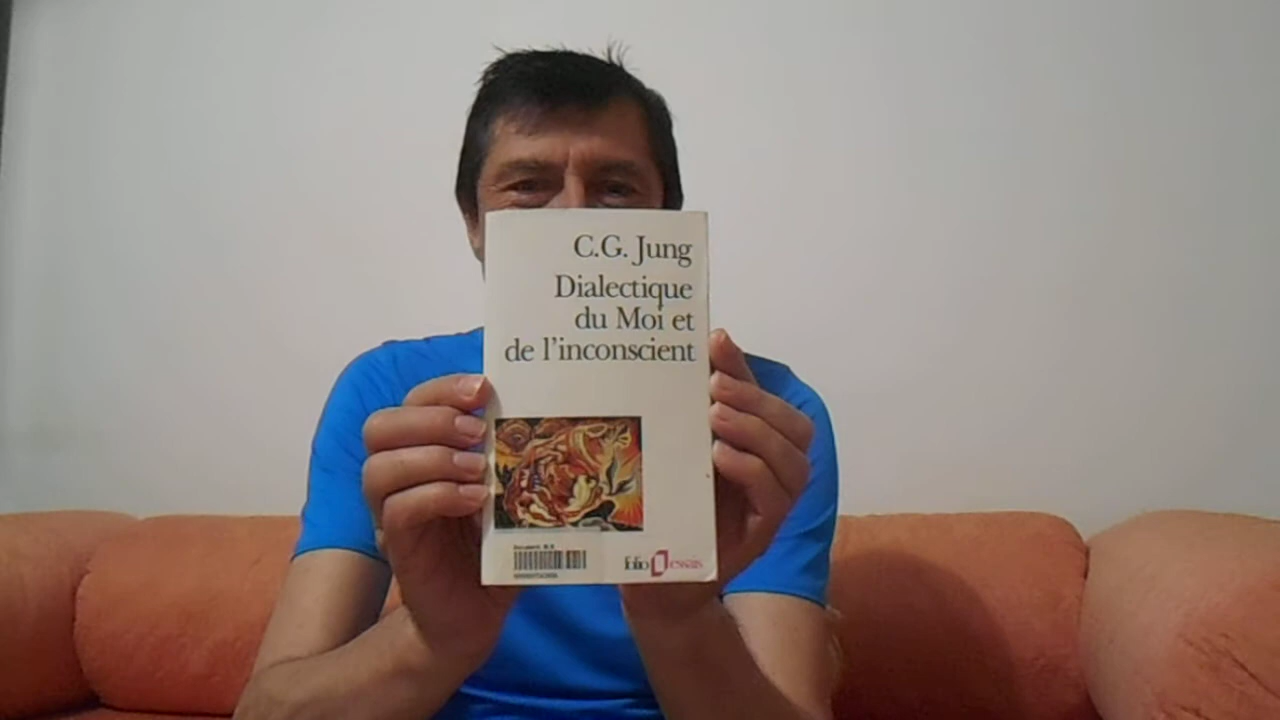 C.G. Jung
Dialectique
du Moi et
de l'inconscient
folio essais